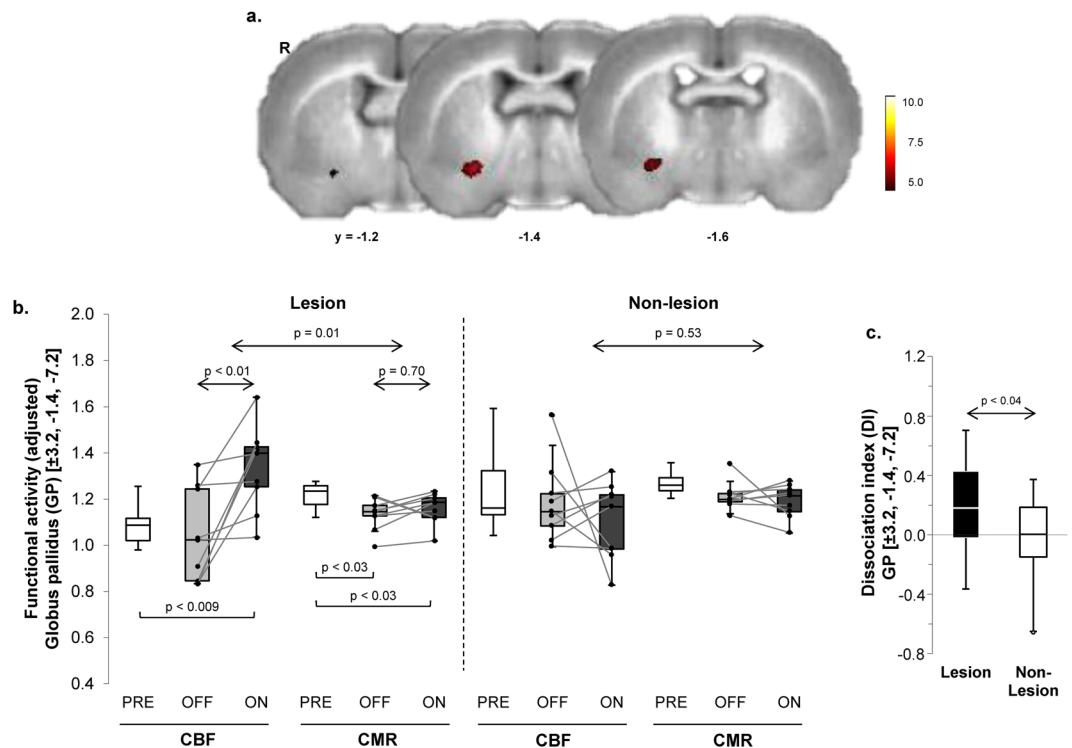 a.
R
10.0
7.5
5.0
y = -1.2
-1.4
-1.6
b.
Lesion
Non-lesion
Functional activity (adjusted)
Globus pallidus (GP) [±3.2, -1.4, -7.2]
2.0
1.8
1.6
1.4
1.2
1.0
0.8
0.6
0.4
p = 0.01
p < 0.01
p = 0.70
p = 0.53
p < 0.03
p < 0.03
p < 0.009
PRE OFF ON PRE OFF ON PRE OFF ON PRE OFF ON
CBF CMR CBF CMR
c.
Dissociation index (DI)
GP [±3.2, -1.4, -7.2]
1.2
0.8
0.4
0.0
-0.4
-0.8
p < 0.04
Lesion
Non-
Lesion